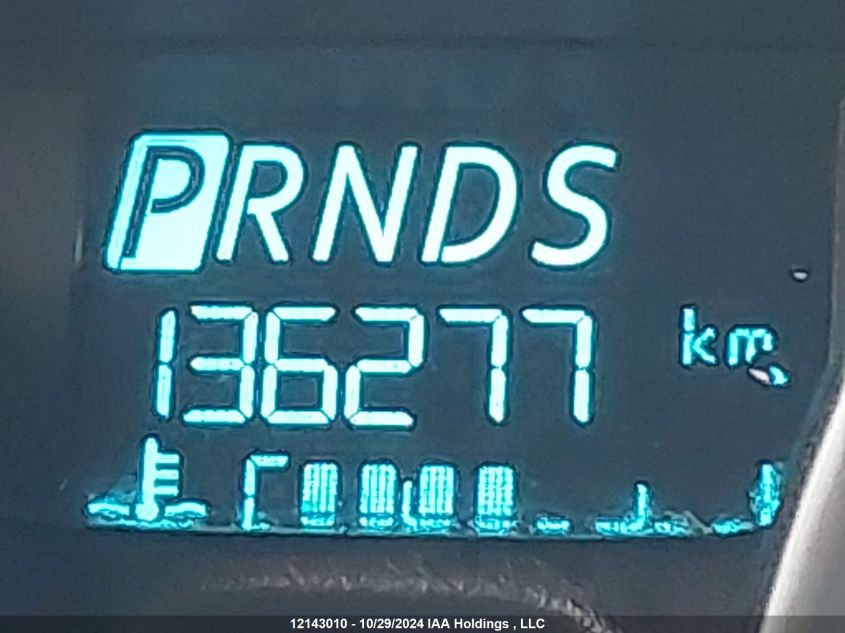 PRNDS
136277 km
C
12143010 - 10/29/2024 IAA Holdings , LLC